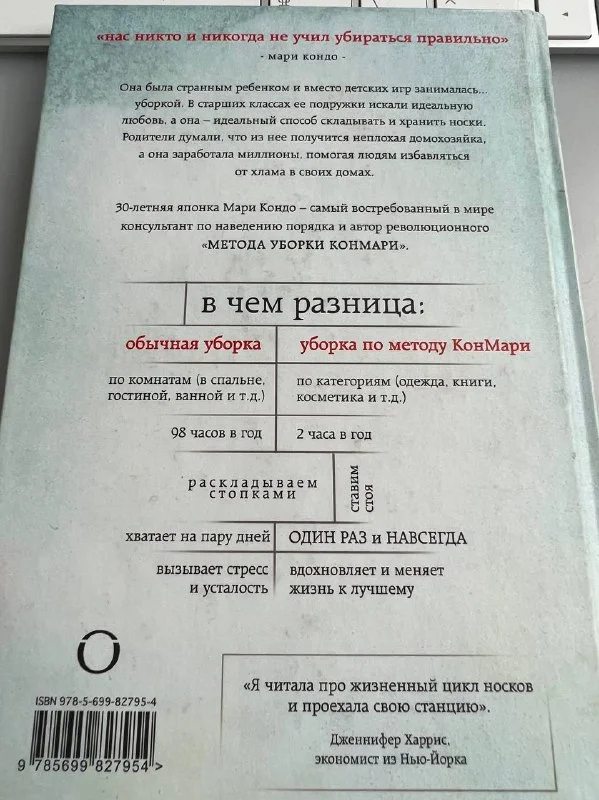 «нас никто и никогда не учил убираться правильно»
- мари кондо -
Она была странным ребенком и вместо детских игр занималась...
уборкой. В старших классах ее подружки искали идеальную
любовь, а она – идеальный способ складывать и хранить носки.
Родители думали, что из нее получится неплохая домохозяйка,
а она заработала миллионы, помогая людям избавляться
от хлама в своих домах.
30-летняя японка Мари Кондо – самый востребованный в мире
консультант по наведению порядка и автор революционного
«МЕТОДА УБОРКИ КОНМАРИ».
в чем разница:
обычная уборка
уборка по методу КонМари
по комнатам (в спальне,
гостиной, ванной и т.д.)
по категориям (одежда, книги,
косметика и т.д.)
98 часов в год
2 часа в год
раскладываем
стопками
ставим
стоя
хватает на пару дней
ОДИН РАЗ и НАВСЕГДА
вызывает стресс
и усталость
вдохновляет и меняет
жизнь к лучшему
ISBN 978-5-699-82795-4
9 785699 827954 >
«Я читала про жизненный цикл носков
и проехала свою станцию».
Дженнифер Харрис,
экономист из Нью-Йорка